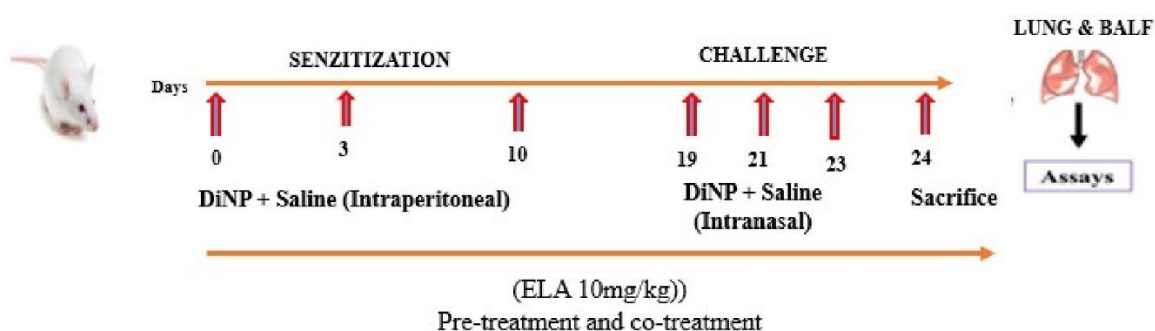 LUNG & BALF
SENZITIZATION CHALLENGE
Days
0 3 10 19 21 23 24
DiNP + Saline (Intraperitoneal)
DiNP + Saline
(Intranasal)
Sacrifice
Assays
(ELA 10mg/kg))
Pre-treatment and co-treatment